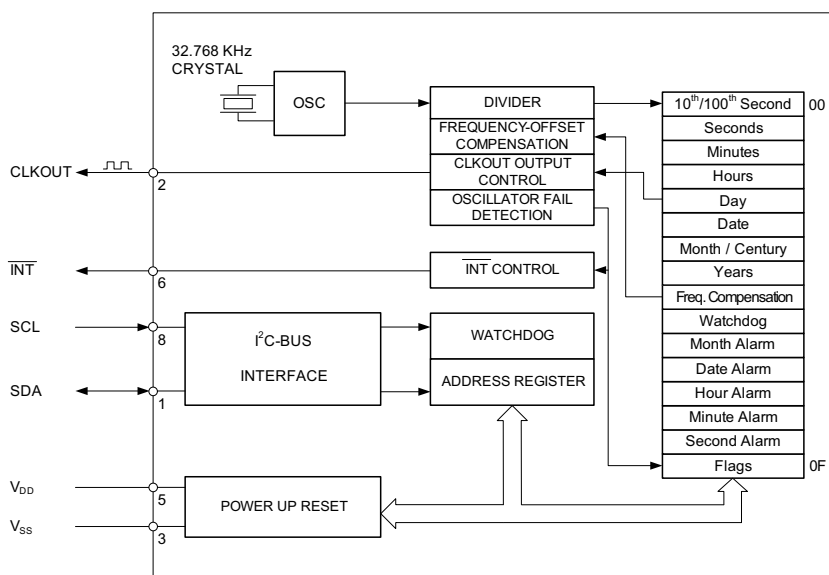 32.768 KHz
CRYSTAL
OSC
DIVIDER
FREQUENCY-OFFSET
COMPENSATION
CLKOUT OUTPUT
CONTROL
OSCILLATOR FAIL
DETECTION
CLKOUT
2
INT
6
INT CONTROL
SCL
8
SDA
1
I²C-BUS
INTERFACE
WATCHDOG
ADDRESS REGISTER
VDD
5
VSS
3
POWER UP RESET
10th/100th Second
00
Seconds
Minutes
Hours
Day
Date
Month / Century
Years
Freq. Compensation
Watchdog
Month Alarm
Date Alarm
Hour Alarm
Minute Alarm
Second Alarm
Flags
0F